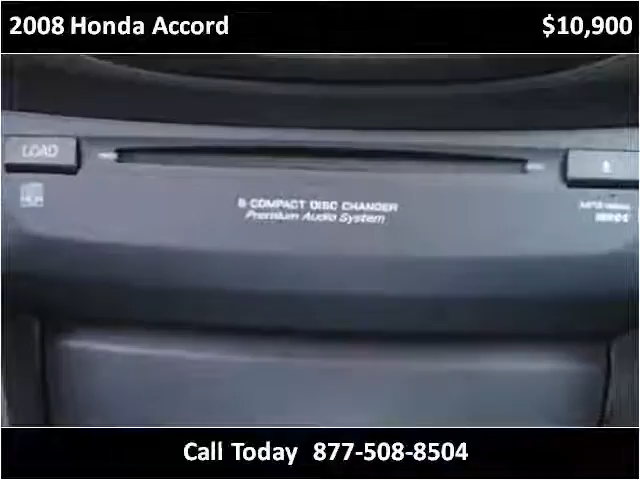 2008 Honda Accord $10,900
LOAD
6 COMPACT DISC CHANGER
Premium Audio System
Call Today 877-508-8504